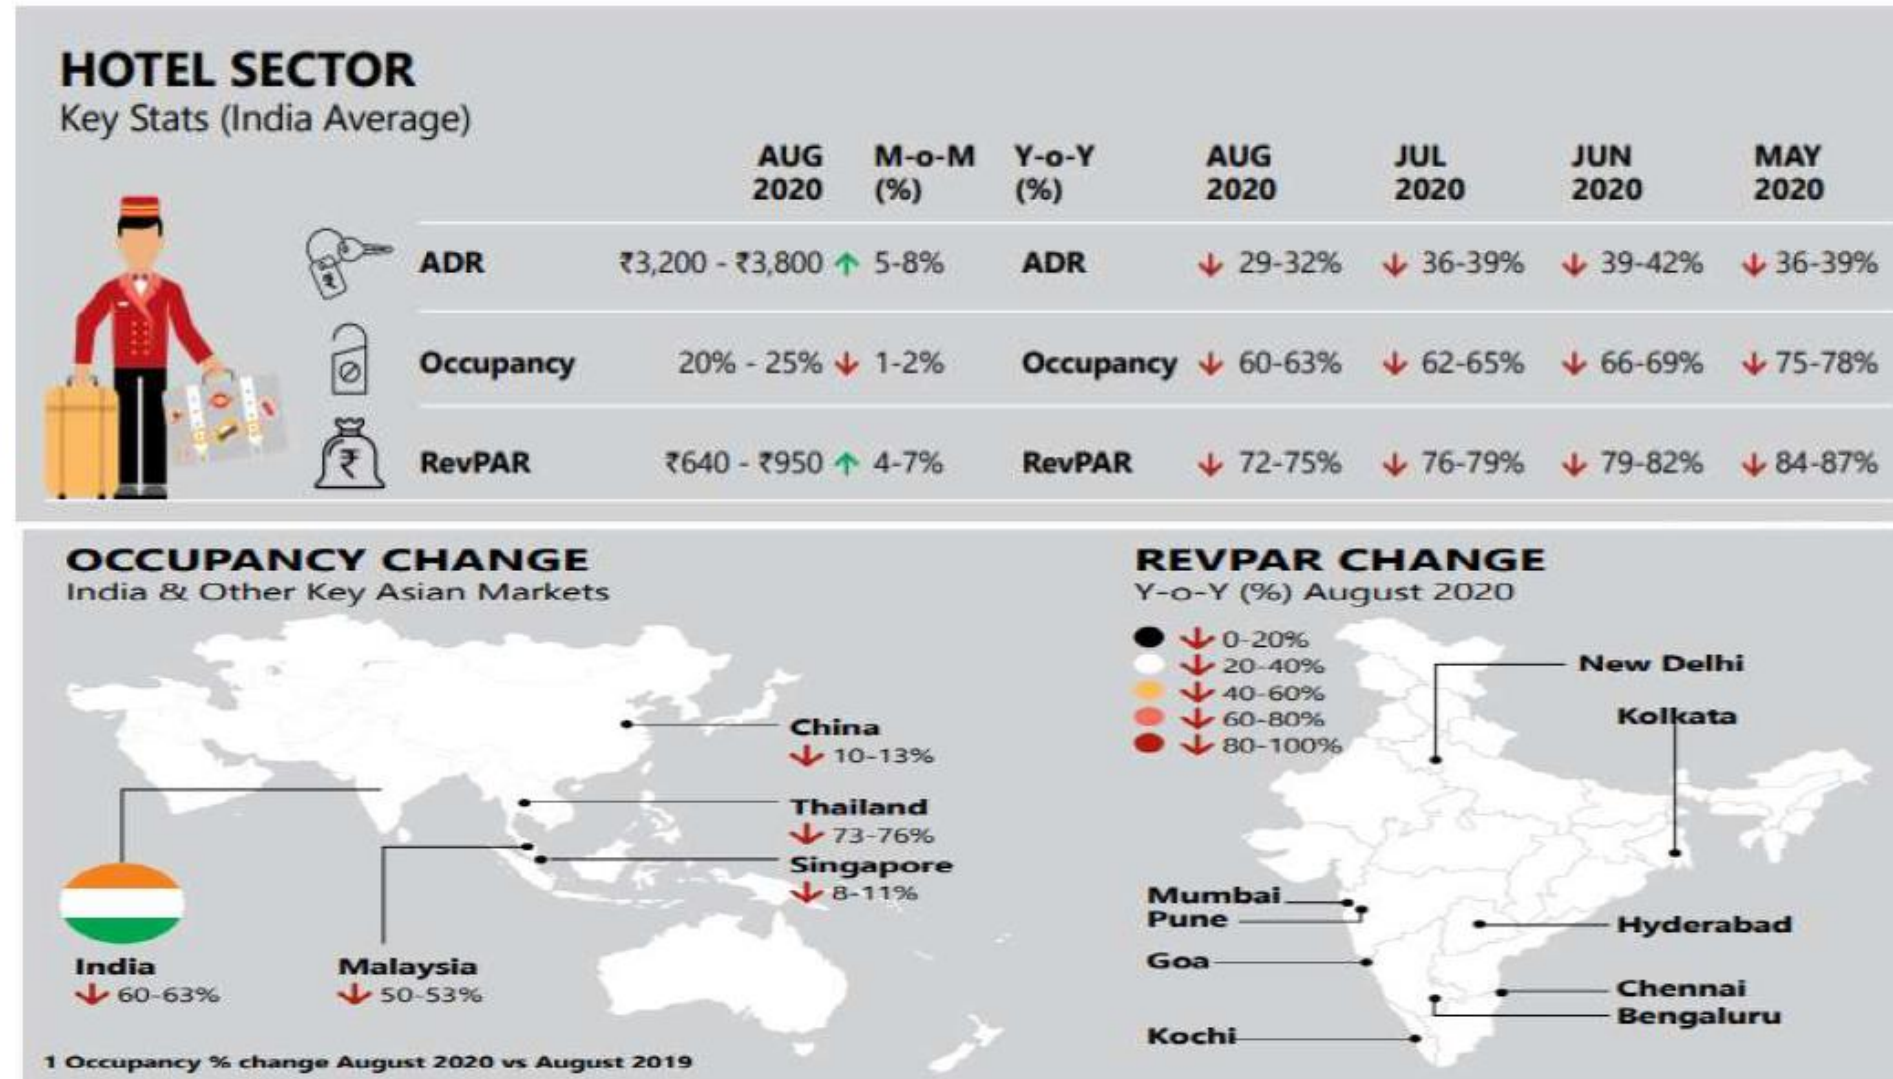 HOTEL SECTOR
Key Stats (India Average)
AUG 2020 M-o-M (%) Y-o-Y (%) AUG 2020 JUL 2020 JUN 2020 MAY 2020
ADR ₹3,200 - ₹3,800 ↑ 5-8% ADR ↓ 29-32% ↓ 36-39% ↓ 39-42% ↓ 36-39%
Occupancy 20% - 25% ↓ 1-2% Occupancy ↓ 60-63% ↓ 62-65% ↓ 66-69% ↓ 75-78%
RevPAR ₹640 - ₹950 ↑ 4-7% RevPAR ↓ 72-75% ↓ 76-79% ↓ 79-82% ↓ 84-87%
OCCUPANCY CHANGE
India & Other Key Asian Markets
China
↓ 10-13%
Thailand
↓ 73-76%
Singapore
↓ 8-11%
India
↓ 60-63%
Malaysia
↓ 50-53%
1 Occupancy % change August 2020 vs August 2019
REVPAR CHANGE
Y-o-Y (%) August 2020
↓ 0-20%
↓ 20-40%
↓ 40-60%
↓ 60-80%
↓ 80-100%
New Delhi
Kolkata
Mumbai
Pune
Hyderabad
Goa
Chennai
Bengaluru
Kochi